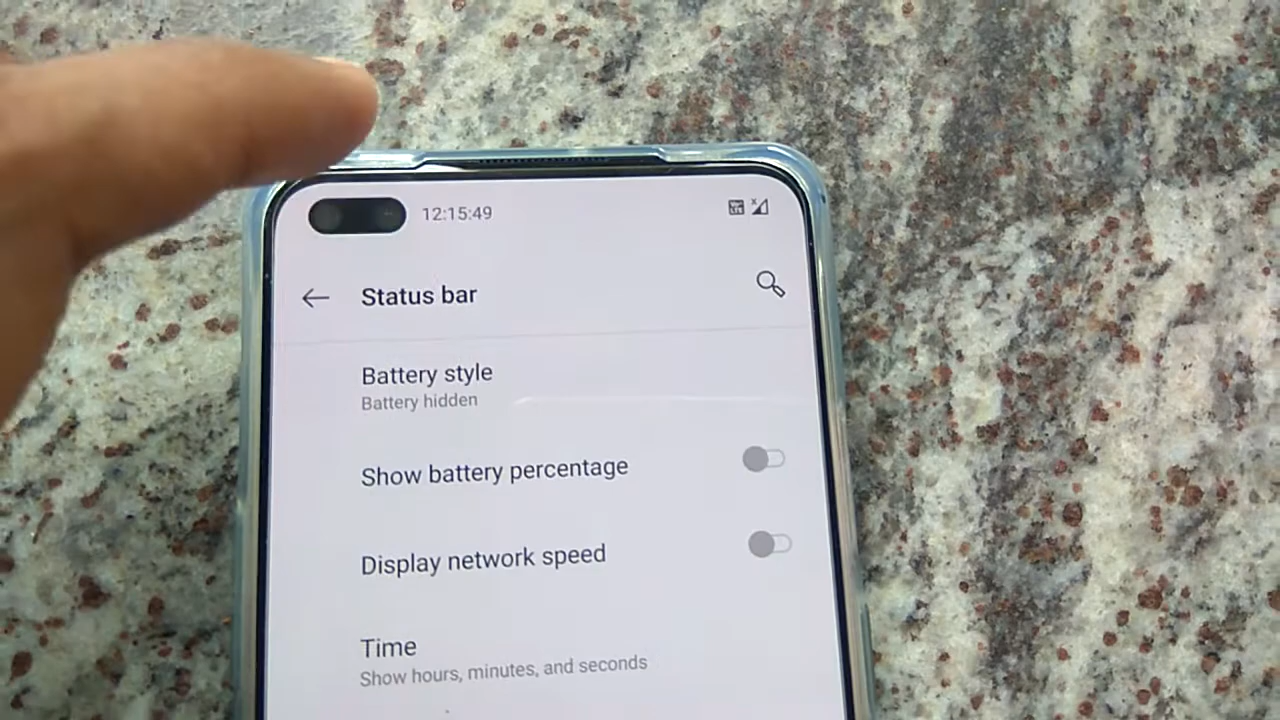 12:15:49
Status bar
Battery style
Battery hidden
Show battery percentage
Display network speed
Time
Show hours, minutes, and seconds